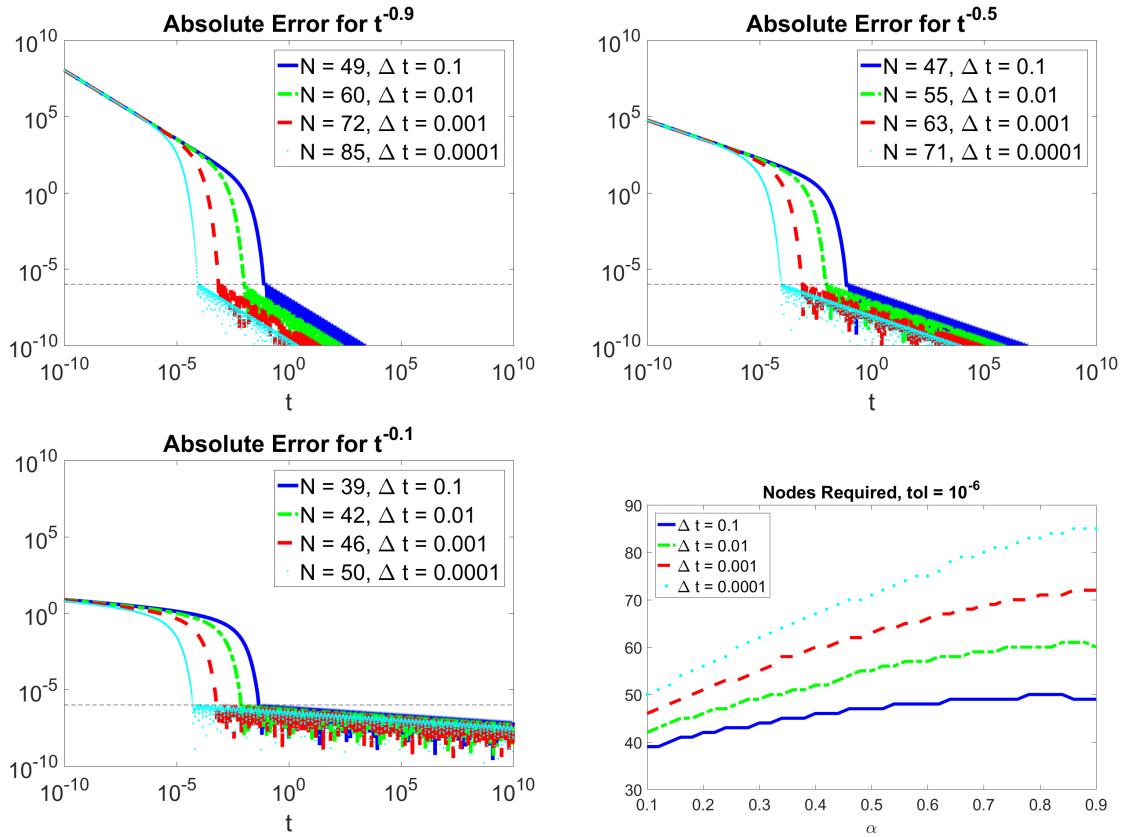 Absolute Error for t^-0.9
10^10
10^5
10^0
10^-5
10^-10
N = 49, Δ t = 0.1
N = 60, Δ t = 0.01
N = 72, Δ t = 0.001
N = 85, Δ t = 0.0001
10^-10 10^-5 10^0 10^5 10^10
t
Absolute Error for t^-0.5
10^10
10^5
10^0
10^-5
10^-10
N = 47, Δ t = 0.1
N = 55, Δ t = 0.01
N = 63, Δ t = 0.001
N = 71, Δ t = 0.0001
10^-10 10^-5 10^0 10^5 10^10
t
Absolute Error for t^-0.1
10^10
10^5
10^0
10^-5
10^-10
N = 39, Δ t = 0.1
N = 42, Δ t = 0.01
N = 46, Δ t = 0.001
N = 50, Δ t = 0.0001
10^-10 10^-5 10^0 10^5 10^10
t
Nodes Required, tol = 10^-6
90
80
70
60
50
40
30
Δ t = 0.1
Δ t = 0.01
Δ t = 0.001
Δ t = 0.0001
0.1 0.2 0.3 0.4 0.5 0.6 0.7 0.8 0.9
α